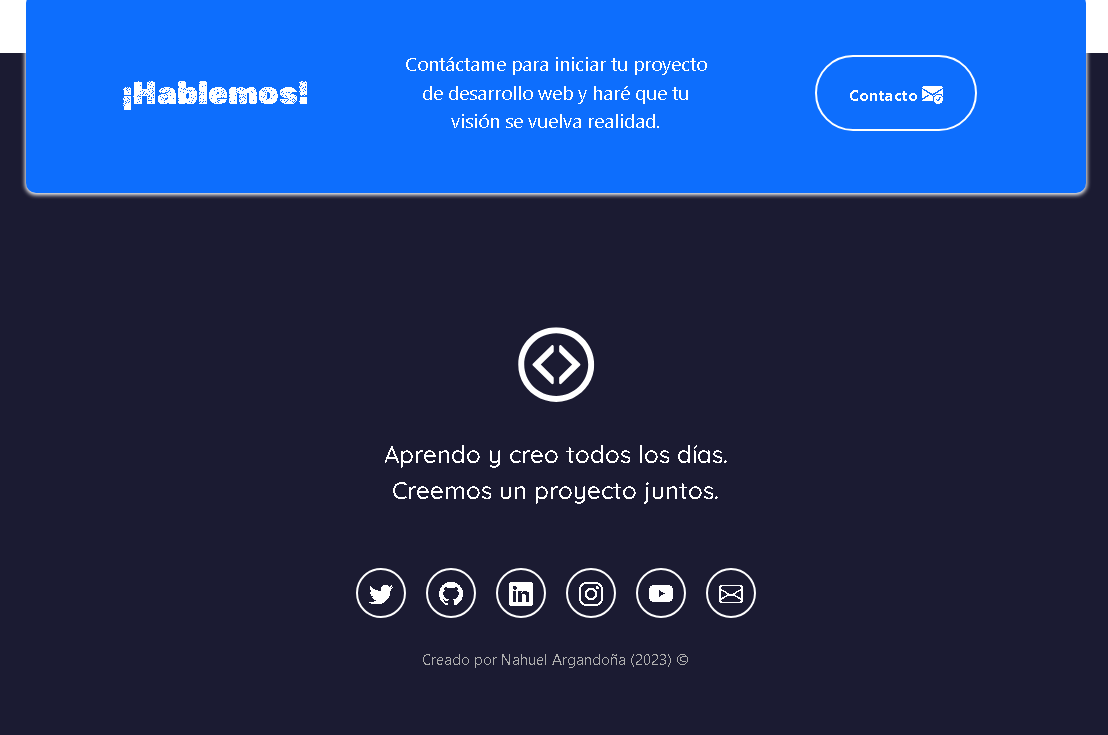 ¡Hablemos!
Contáctame para iniciar tu proyecto
de desarrollo web y haré que tu
visión se vuelva realidad.
Contacto
Aprendo y creo todos los días.
Creemos un proyecto juntos.
Creado por Nahuel Argandoña (2023) ©